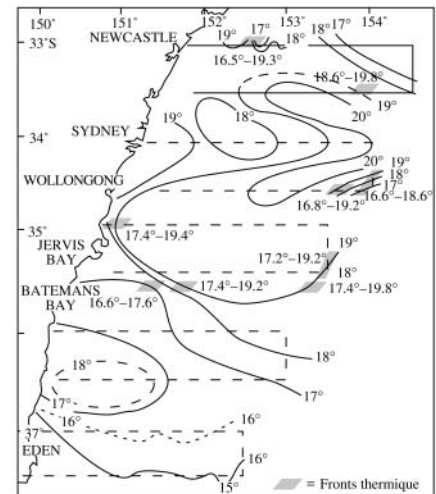 150° 151° 152° 153° 154°
33°S
NEWCASTLE
19° 17° 18°
16.5°–19.3°
18° 17°
18.6°–19.8°
19°
20°
19°
18°
34°
SYDNEY
WOLLONGONG
20° 19°
18°
17°
16.6°–18.6°
16.8°–19.2°
35°
17.4°–19.4°
JERVIS
BAY
19°
17.2°–19.2°
18°
BATEMANS
BAY
16.6°–17.6°
17.4°–19.2°
17.4°–19.8°
18°
18°
17°
17°
16°
16°
37°
EDEN
16°
15°
= Fronts thermique